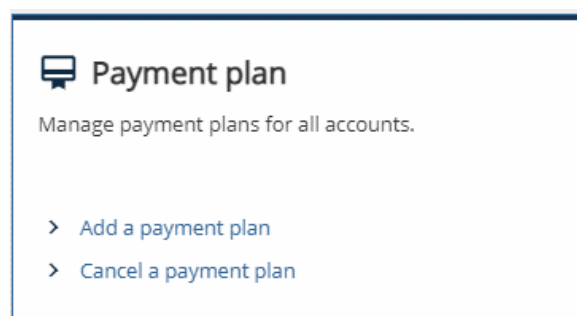 Payment plan
Manage payment plans for all accounts.
Add a payment plan
Cancel a payment plan